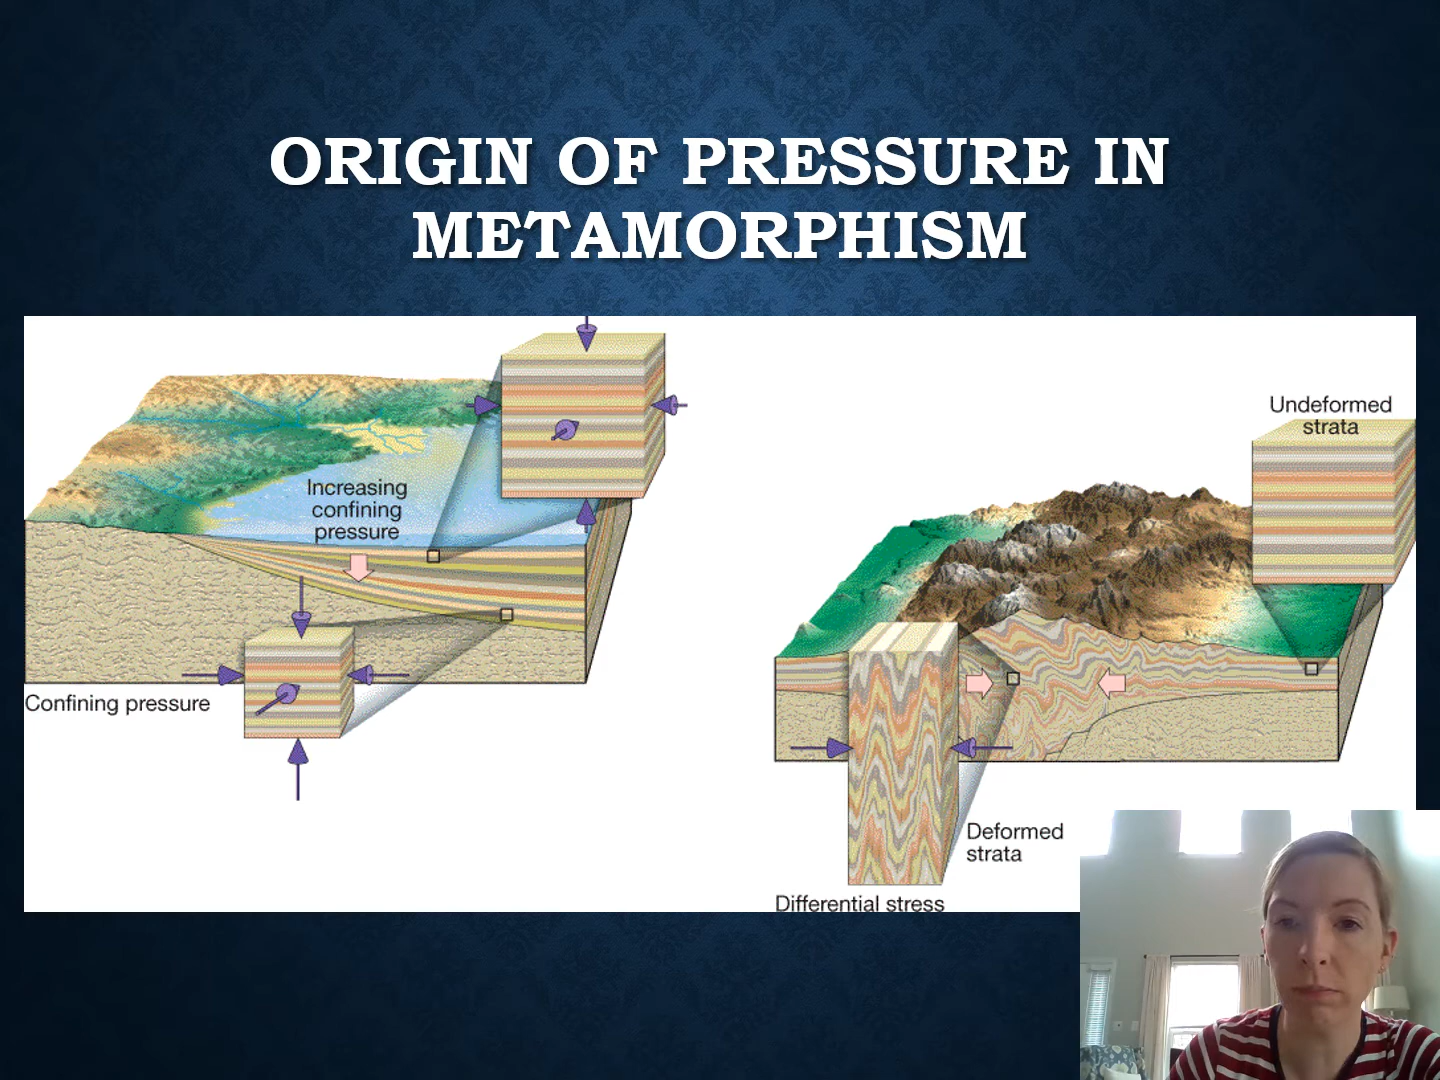 ORIGIN OF PRESSURE IN
METAMORPHISM
Increasing
confining
pressure
Confining pressure
Undeformed
strata
Deformed
strata
Differential stress